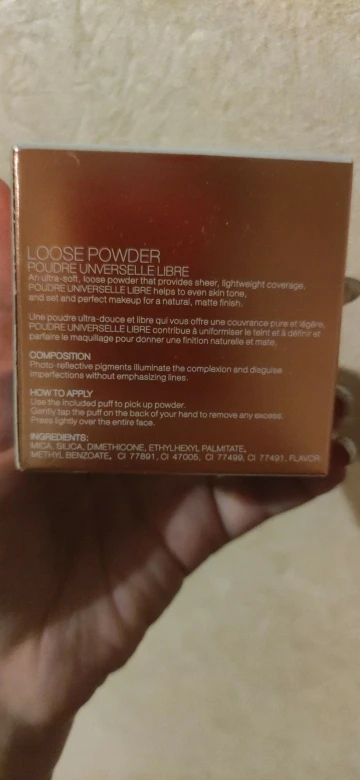 LOOSE POWDER
POUDRE UNVERSELLE LIBRE
An ultra-soft, loose powder that provides sheer, lightweight coverage,
POUDRE UNIVERSELLE LIBRE helps to even skin tone,
and set and perfect makeup for a natural, matte finish.
Une poudre ultra-douce et libre qui vous offre une couvrance pure et légère,
POUDRE UNIVERSELLE LIBRE contribue à uniformiser le teint et à définir et
parfaire le maquillage pour donner une finition naturelle et mate.
COMPOSITION
Photo-reflective pigments illuminate the complexion and disguise
imperfections without emphasizing lines.
HOW TO APPLY
Use the included puff to pick up powder.
Gently tap the puff on the back of your hand to remove any excess.
Press lightly over the entire face.
INGREDIENTS:
MICA, SILICA, DIMETHICONE, ETHYLHEXYL PALMITATE,
METHYL BENZOATE, CI 77891, CI 47005, CI 77499, CI 77491, FLAVOR